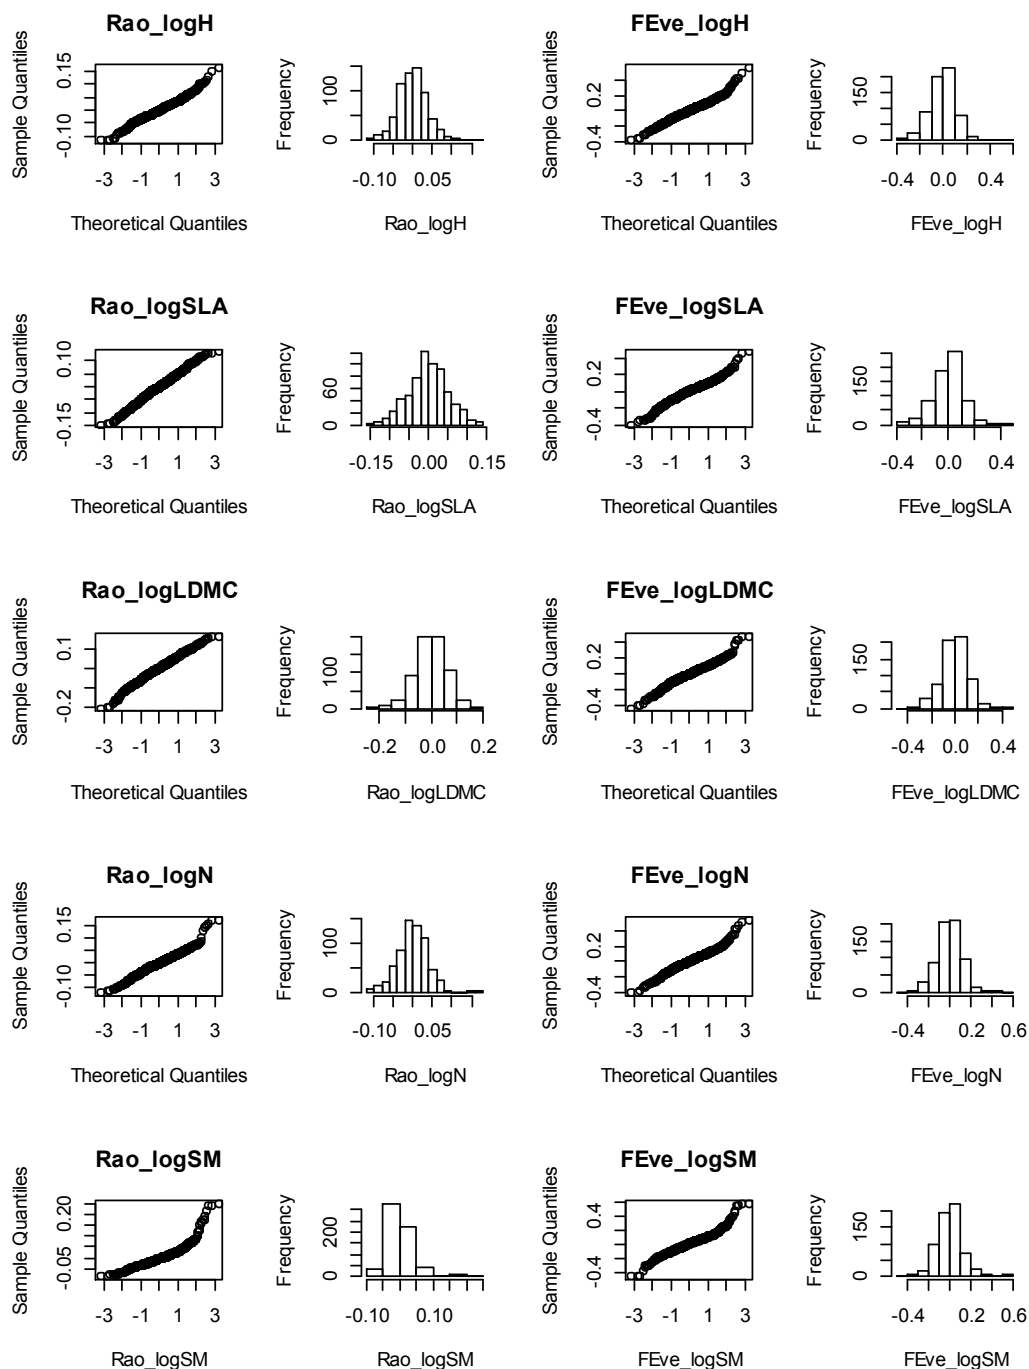 Rao_logH
FEve_logH
Sample Quantiles
-0.10 0.15
-3 -1 1 3
Theoretical Quantiles
Frequency
0 100
-0.10 0.05
Rao_logH
Sample Quantiles
-0.4 0.2
-3 -1 1 3
Theoretical Quantiles
Frequency
0 150
-0.4 0.0 0.4
FEve_logH
Rao_logSLA
FEve_logSLA
Sample Quantiles
-0.15 0.10
-3 -1 1 3
Theoretical Quantiles
Frequency
0 60
-0.15 0.00 0.15
Rao_logSLA
Sample Quantiles
-0.4 0.2
-3 -1 1 3
Theoretical Quantiles
Frequency
0 150
-0.4 0.0 0.4
FEve_logSLA
Rao_logLDMC
FEve_logLDMC
Sample Quantiles
-0.2 0.1
-3 -1 1 3
Theoretical Quantiles
Frequency
0 100
-0.2 0.0 0.2
Rao_logLDMC
Sample Quantiles
-0.4 0.2
-3 -1 1 3
Theoretical Quantiles
Frequency
0 150
-0.4 0.0 0.4
FEve_logLDMC
Rao_logN
FEve_logN
Sample Quantiles
-0.10 0.15
-3 -1 1 3
Theoretical Quantiles
Frequency
0 100
-0.10 0.05
Rao_logN
Sample Quantiles
-0.4 0.2
-3 -1 1 3
Theoretical Quantiles
Frequency
0 150
-0.4 0.2 0.6
FEve_logN
Rao_logSM
FEve_logSM
Sample Quantiles
-0.05 0.20
-3 -1 1 3
Rao_logSM
Frequency
0 200
-0.10 0.10
Rao_logSM
Sample Quantiles
-0.4 0.4
-3 -1 1 3
FEve_logSM
Frequency
0 150
-0.4 0.2 0.6
FEve_logSM